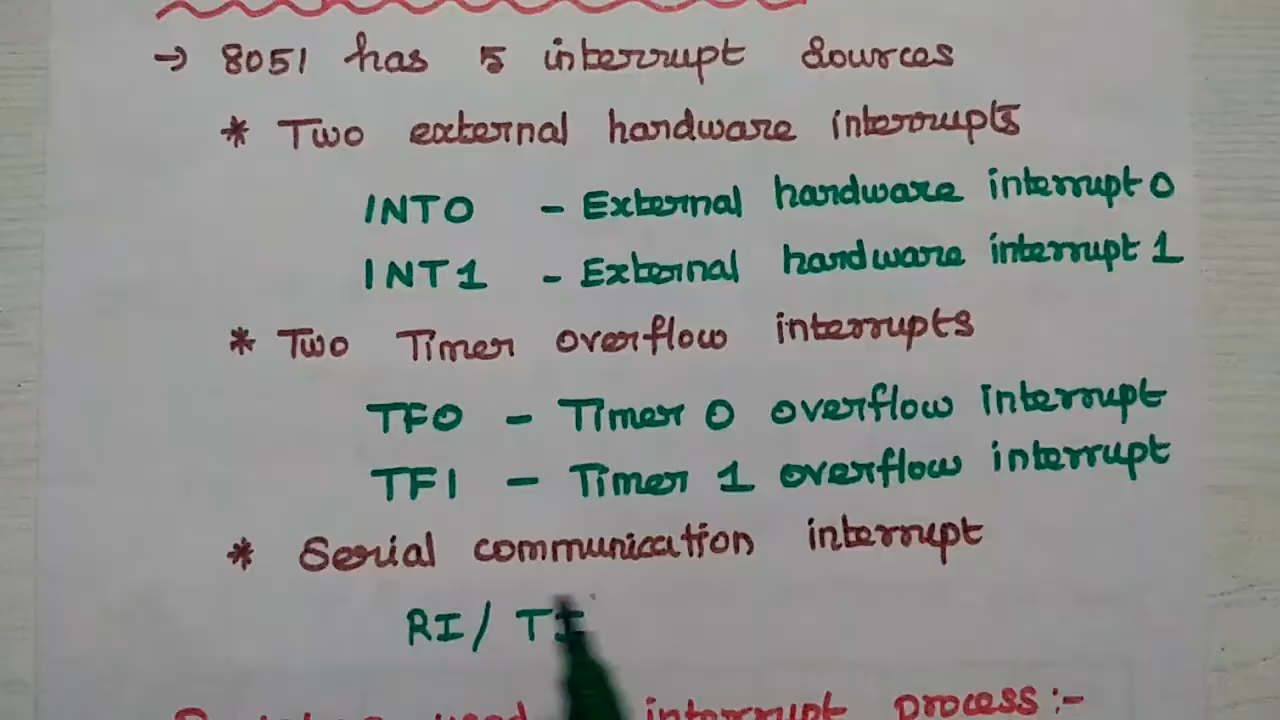 → 8051 has 5 interrupt sources
* Two external hardware interrupts
INT0 - External hardware interrupt 0
INT1 - External hardware interrupt 1
* Two Timer overflow interrupts
TF0 - Timer 0 overflow interrupt
TF1 - Timer 1 overflow interrupt
* Serial communication interrupt
RI/ TI
used interrupt process:-